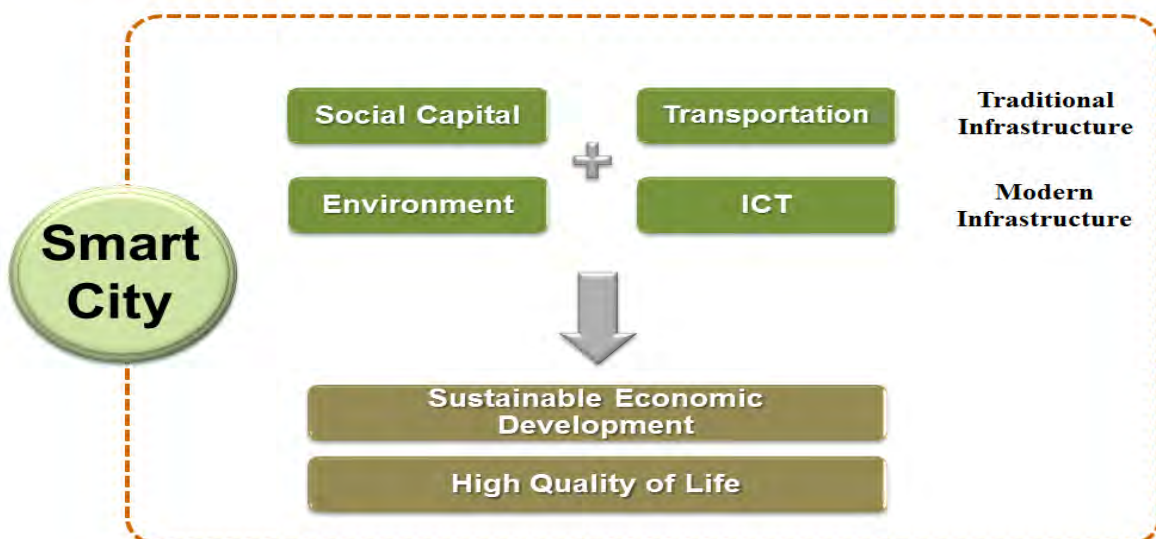 Social Capital
Transportation
Traditional
Infrastructure
Environment
ICT
Modern
Infrastructure
Smart
City
Sustainable Economic
Development
High Quality of Life